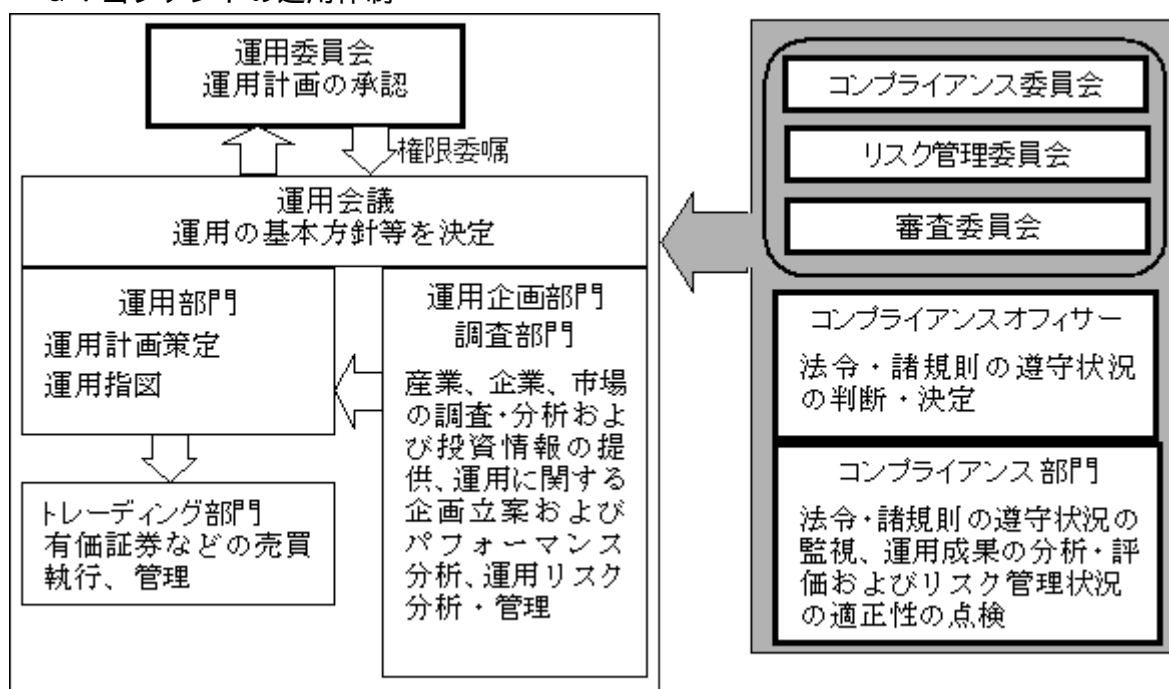 運用委員会
運用計画の承認
権限委嘱
運用会議
運用の基本方針等を決定
運用部門
運用計画策定
運用指図
運用企画部門
調査部門
産業、企業、市場
の調査・分析およ
び投資情報の提
供、運用に関する
企画立案および
パフォーマンス
分析、運用リスク
分析・管理
トレーディング部門
有価証券などの売買
執行、管理
コンプライアンス委員会
リスク管理委員会
審査委員会
コンプライアンスオフィサー
法令・諸規則の遵守状況
の判断・決定
コンプライアンス部門
法令・諸規則の遵守状況の
監視、運用成果の分析・評
価およびリスク管理状況
の適正性の点検